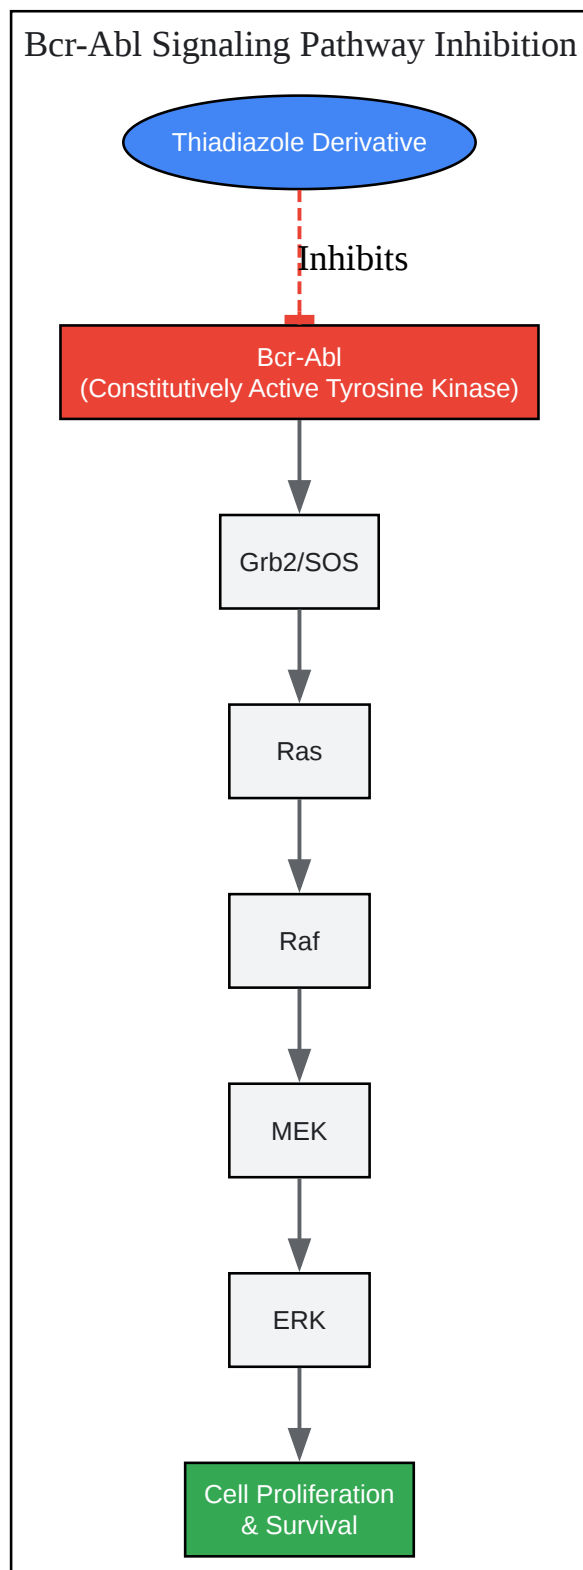 Bcr-Abl Signaling Pathway Inhibition
Thiadiazole Derivative
Inhibits
Bcr-Abl
(Constitutively Active Tyrosine Kinase)
Grb2/SOS
Ras
Raf
MEK
ERK
Cell Proliferation
& Survival